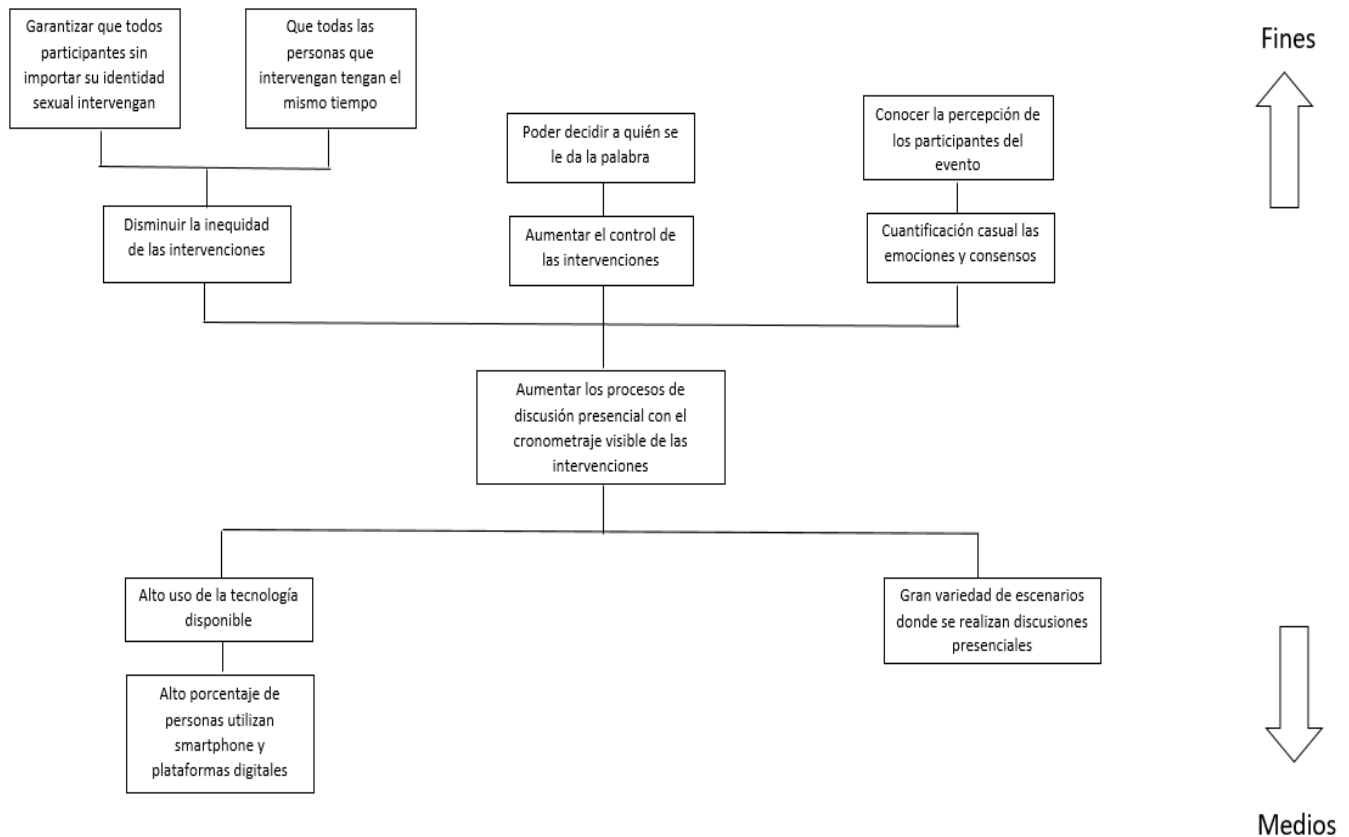 Garantizar que todos
participantes sin
importar su identidad
sexual intervengan
Que todas las
personas que
intervengan tengan el
mismo tiempo
Fines
Poder decidir a quién se
le da la palabra
Conocer la percepción de
los participantes del
evento
Disminuir la inequidad
de las intervenciones
Aumentar el control de
las intervenciones
Cuantificación casual las
emociones y consensos
Aumentar los procesos de
discusión presencial con el
cronometraje visible de las
intervenciones
Alto uso de la tecnología
disponible
Gran variedad de escenarios
donde se realizan discusiones
presenciales
Alto porcentaje de
personas utilizan
smartphone y
plataformas digitales
Medios